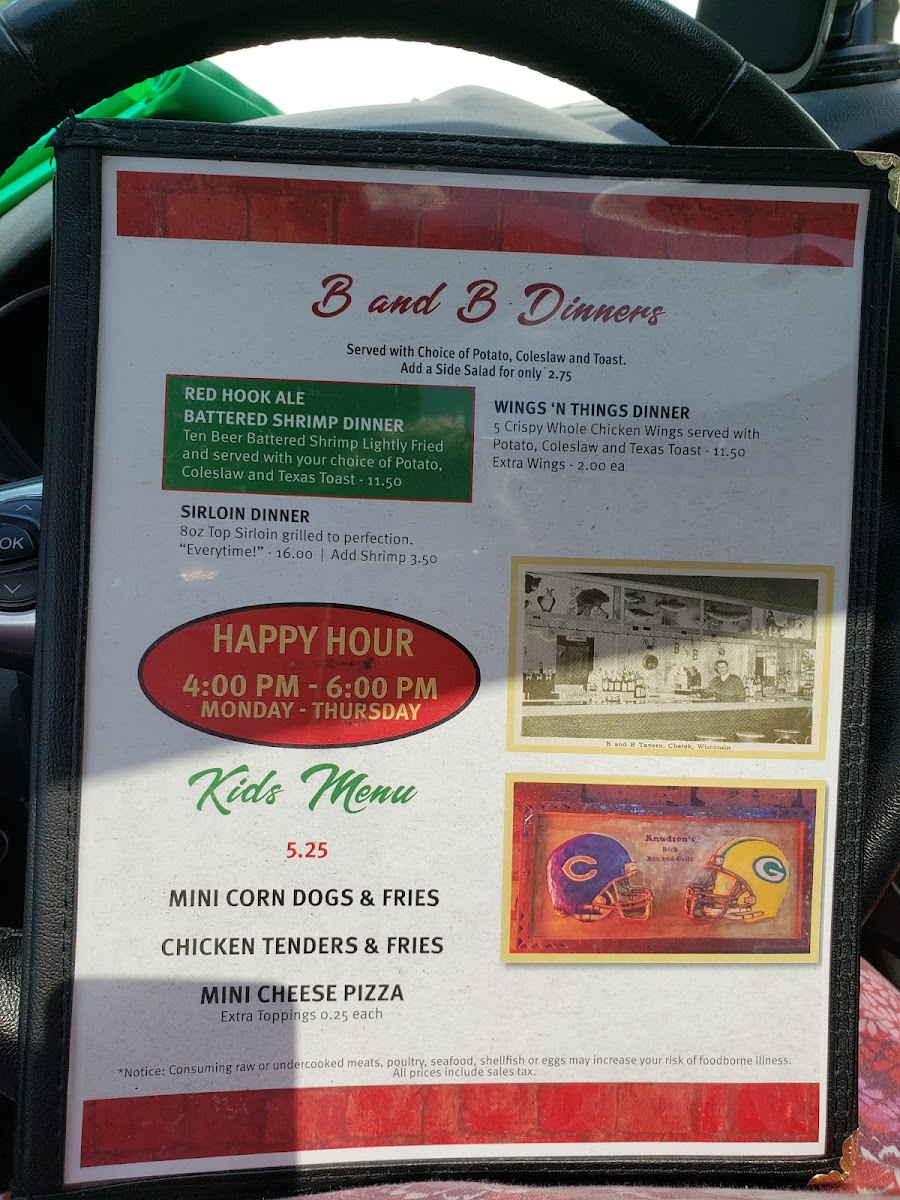 B and B Dinners
Served with Choice of Potato, Coleslaw and Toast.
Add a Side Salad for only 2.75
RED HOOK ALE
BATTERED SHRIMP DINNER
Ten Beer Battered Shrimp Lightly Fried
and served with your choice of Potato,
Coleslaw and Texas Toast - 11.50
SIRLOIN DINNER
8oz Top Sirloin grilled to perfection.
“Everytime!” - 16.00 | Add Shrimp 3.50
WINGS ‘N THINGS DINNER
5 Crispy Whole Chicken Wings served with
Potato, Coleslaw and Texas Toast - 11.50
Extra Wings - 2.00 ea
HAPPY HOUR
4:00 PM - 6:00 PM
MONDAY - THURSDAY
B B
B and B Tavern, Chetek, Wisconsin
Kids Menu
5.25
MINI CORN DOGS & FRIES
CHICKEN TENDERS & FRIES
MINI CHEESE PIZZA
Extra Toppings 0.25 each
Knudson's
B&B
Bar and Grill
C
G
*Notice: Consuming raw or undercooked meats, poultry, seafood, shellfish or eggs may increase your risk of foodborne illness.
All prices include sales tax.
OK